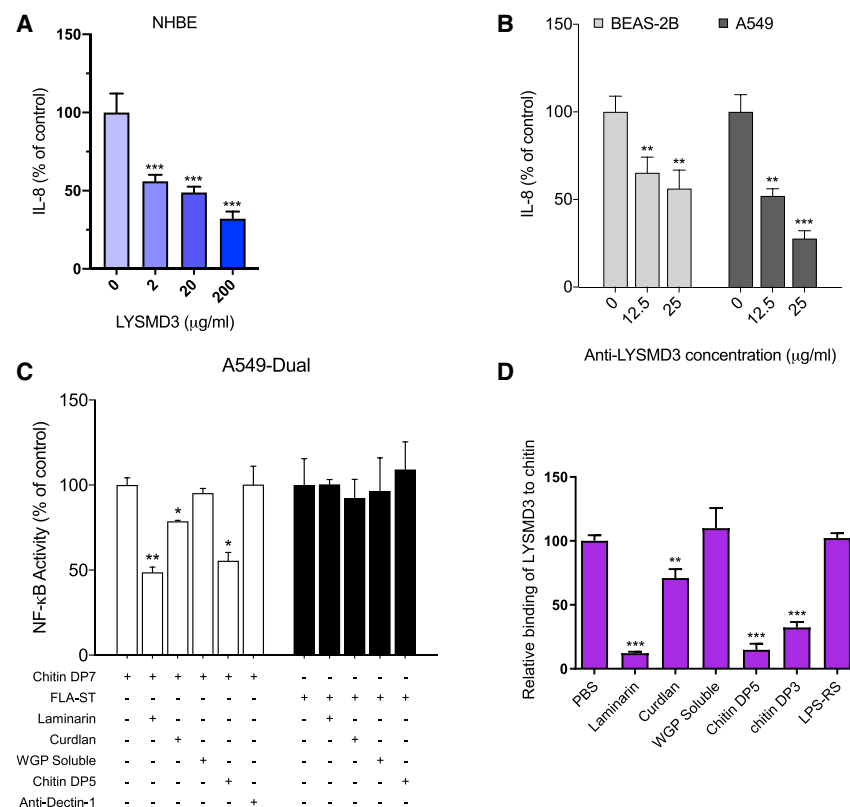 A
NHBE
150
100
50
0
IL-8 (% of control)
***
***
***
0 2 20 200
LYSMD3 (μg/ml)
B
BEAS-2B A549
150
100
50
0
IL-8 (% of control)
** ** ** ***
0 12.5 25 0 12.5 25
Anti-LYSMD3 concentration (μg/ml)
C
A549-Dual
150
100
50
0
NF-κB Activity (% of control)
** * *
Chitin DP7 + + + + + + - - - - -
FLA-ST - - - - - - + + + + +
Laminarin - + - - - - - + - - -
Curdlan - - + - - - - - + - -
WGP Soluble - - - + - - - - - + -
Chitin DP5 - - - - + - - - - - +
Anti-Dectin-1 - - - - - + - - - - -
D
150
100
50
0
Relative binding of LYSMD3 to chitin
*** ** *** ***
PBS
Laminarin
Curdlan
WGP Soluble
Chitin DP5
chitin DP3
LPS-RS